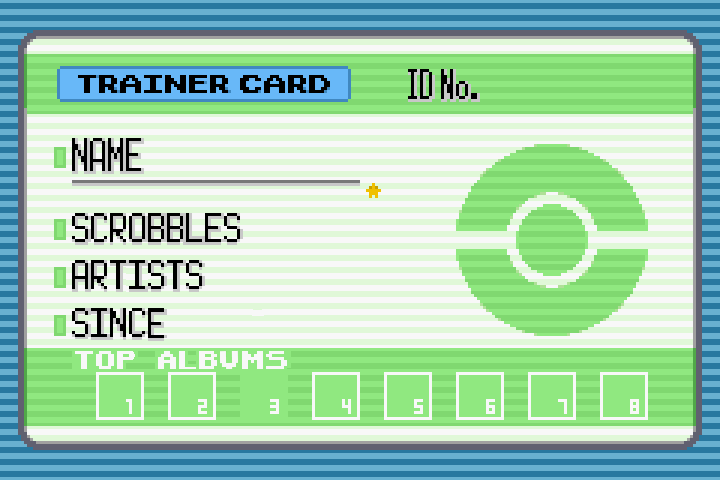 TRAINER CARD ID No.
NAME
SCROBBLES
ARTISTS
SINCE
TOP ALBUMS
1 2 3 4 5 6 7 8